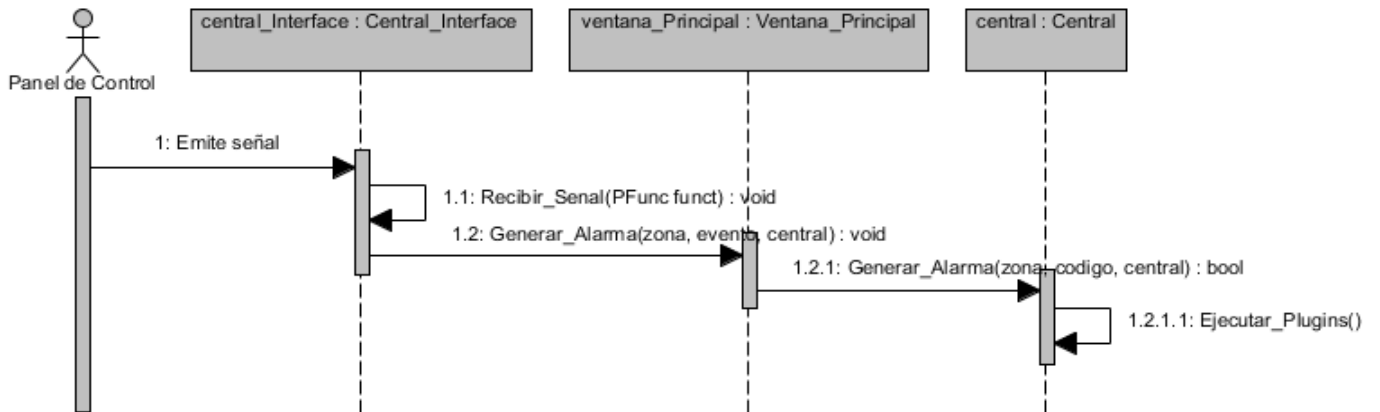 central_Interface : Central_Interface
ventana_Principal : Ventana_Principal
central : Central
Panel de Control
1: Emite señal
1.1: Recibir_Senal(PFunc funct) : void
1.2: Generar_Alarma(zona, evento, central) : void
1.2.1: Generar_Alarma(zona, codigo, central) : bool
1.2.1.1: Ejecutar_Plugins()